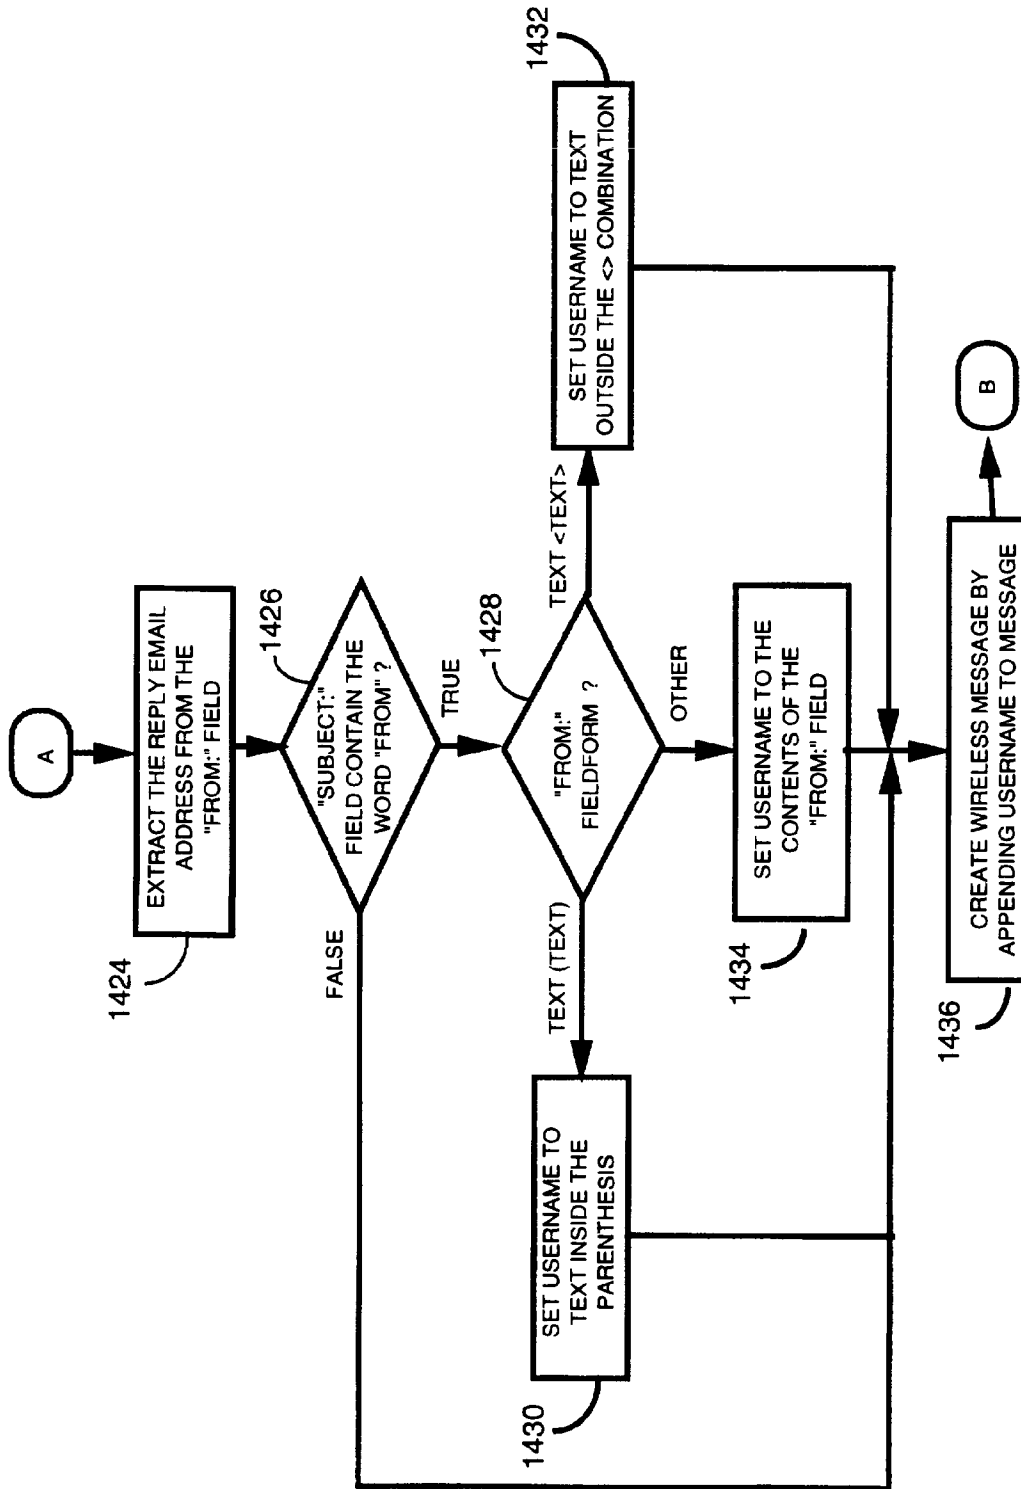 A
EXTRACT THE REPLY EMAIL
ADDRESS FROM THE
"FROM:" FIELD
1424
"SUBJECT:"
FIELD CONTAIN THE
WORD "FROM" ?
1426
FALSE
TRUE
"FROM:"
FIELDFORM ?
1428
TEXT (TEXT)
TEXT <TEXT>
OTHER
SET USERNAME TO
TEXT INSIDE THE
PARENTHESIS
1430
SET USERNAME TO TEXT
OUTSIDE THE <> COMBINATION
1432
SET USERNAME TO THE
CONTENTS OF THE
"FROM:" FIELD
1434
CREATE WIRELESS MESSAGE BY
APPENDING USERNAME TO MESSAGE
1436
B